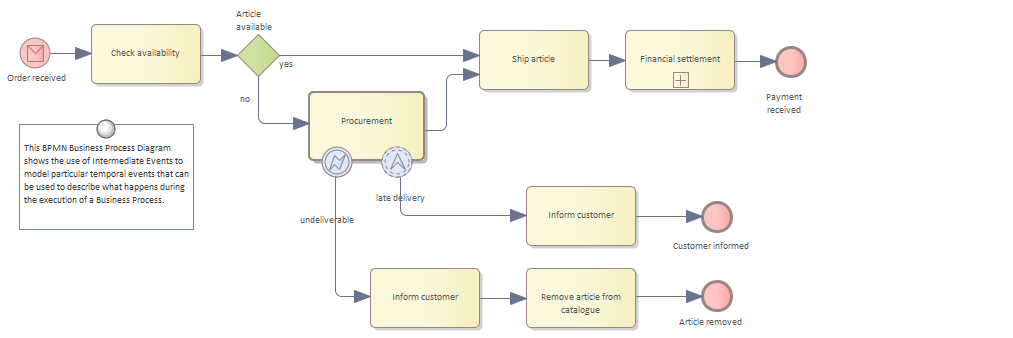 Article
available
Order received
Check availability
yes
no
Ship article
Financial settlement
Payment
received
Procurement
This BPMN Business Process Diagram
shows the use of Intermediate Events to
model particular temporal events that can
be used to describe what happens during
the execution of a Business Process.
late delivery
undeliverable
Inform customer
Customer informed
Inform customer
Remove article from
catalogue
Article removed